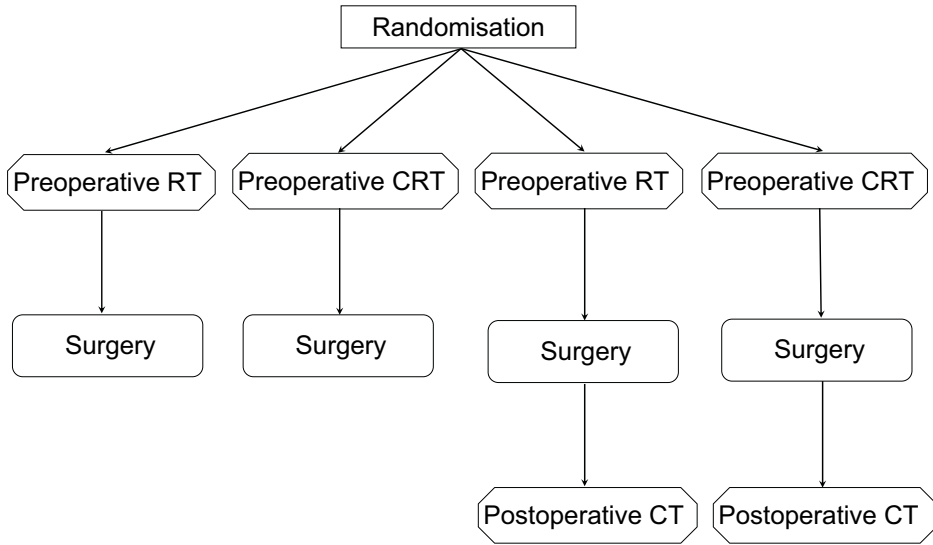 Randomisation
Preoperative RT
Preoperative CRT
Preoperative RT
Preoperative CRT
Surgery
Surgery
Surgery
Surgery
Postoperative CT
Postoperative CT